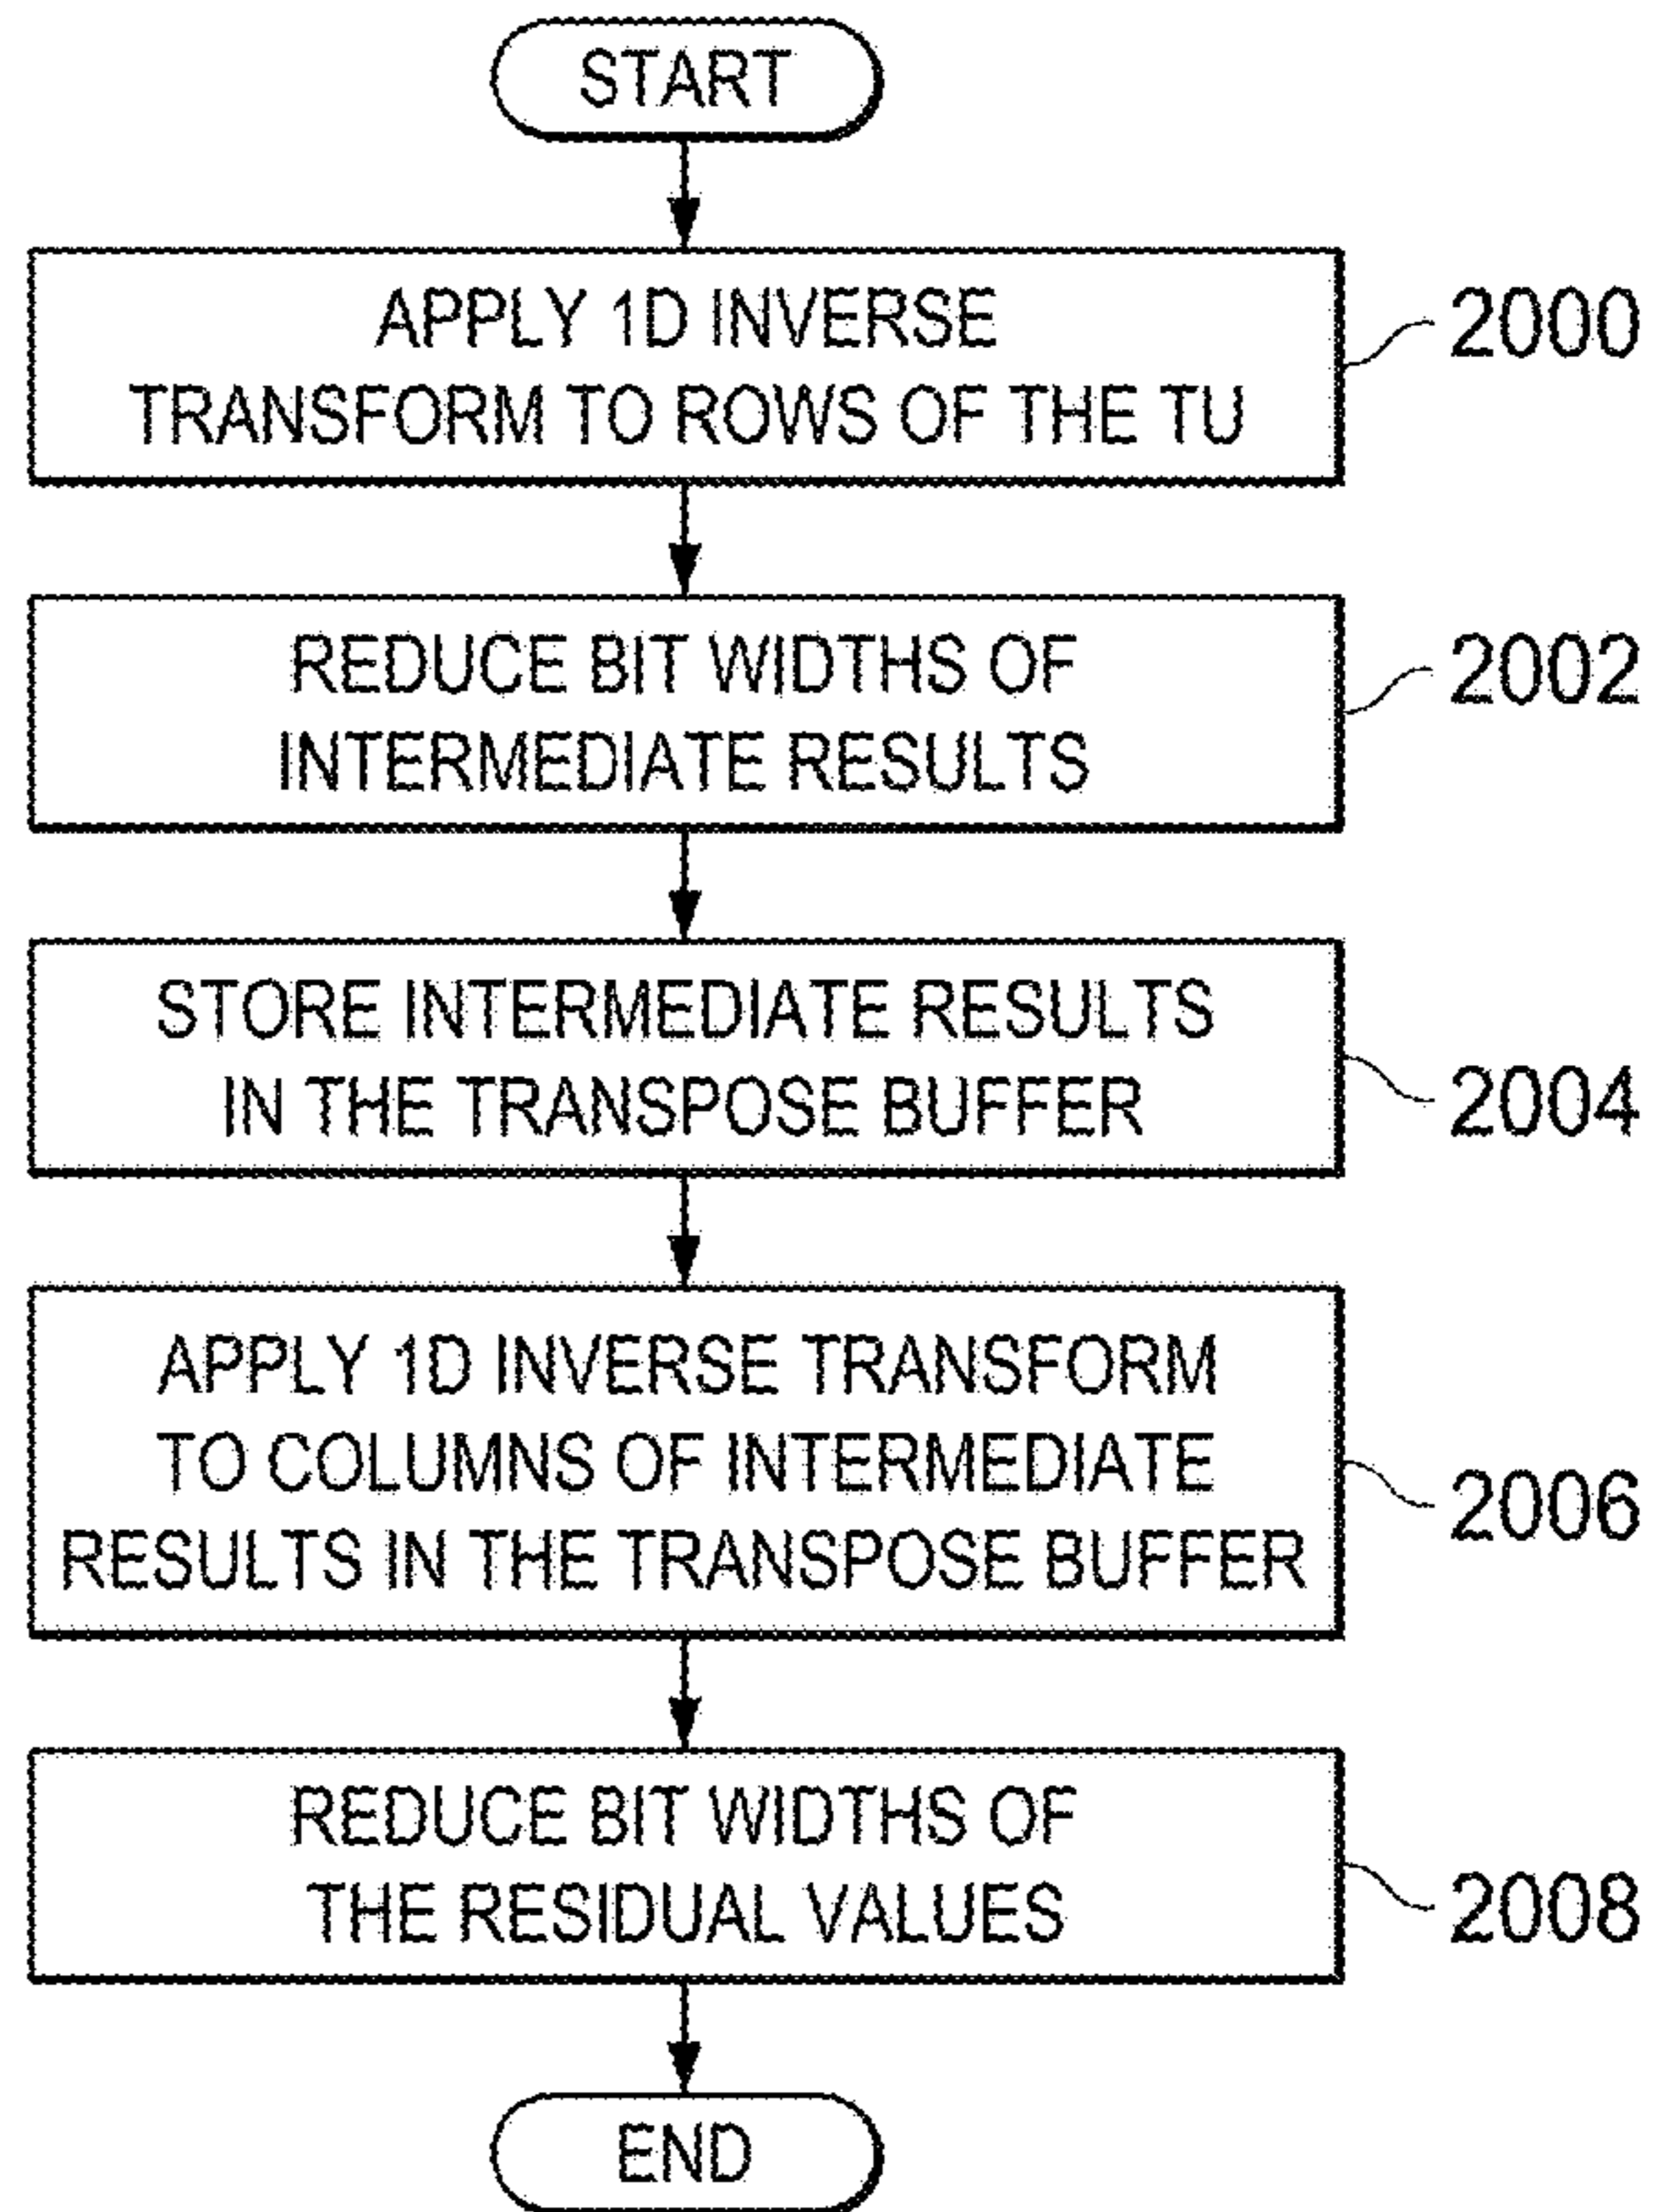 START
APPLY 1D INVERSE
TRANSFORM TO ROWS OF THE TU
2000
REDUCE BIT WIDTHS OF
INTERMEDIATE RESULTS
2002
STORE INTERMEDIATE RESULTS
IN THE TRANSPOSE BUFFER
2004
APPLY 1D INVERSE TRANSFORM
TO COLUMNS OF INTERMEDIATE
RESULTS IN THE TRANSPOSE BUFFER
2006
REDUCE BIT WIDTHS OF
THE RESIDUAL VALUES
2008
END